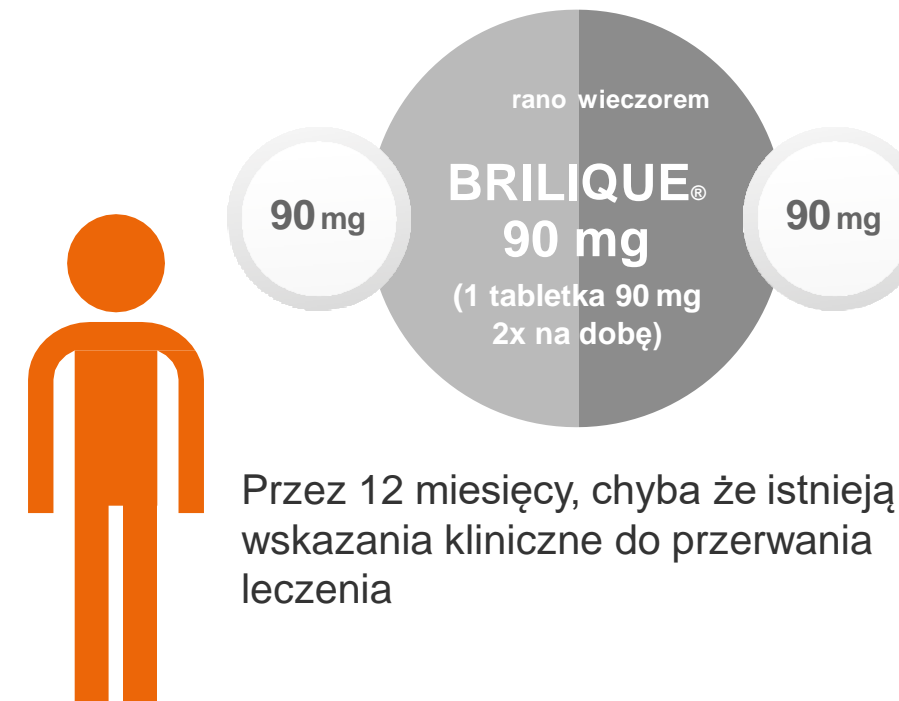 rano wieczorem
90 mg
BRILIQUE®
90 mg
(1 tabletka 90 mg
2x na dobę)
90 mg
Przez 12 miesięcy, chyba że istnieją
wskazania kliniczne do przerwania
leczenia